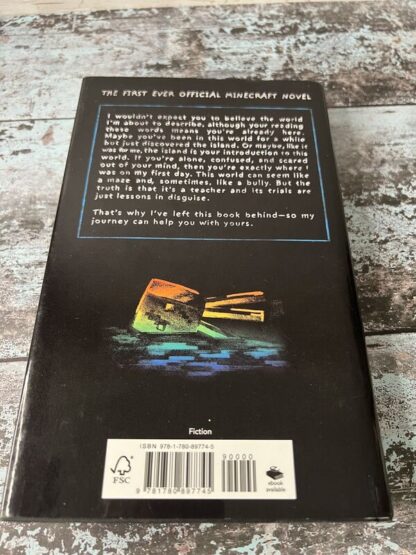 THE FIRST EVER OFFICIAL MINECRAFT NOVEL
I wouldn't expect you to believe the world
I'm about to describe, although your reading
these words means you're already here.
Maybe you've been in this world for a while
but just discovered the island. Or maybe, like it
was for me, the island is your introduction to this
world. If you're alone, confused, and scared
out of your mind, then you're exactly where I
was on my first day. This world can seem like
a maze and, sometimes, like a bully. But the
truth is that it's a teacher and its trials are
just lessons in disguise.
That's why I've left this book behind—so my
journey can help you with yours.
Fiction
ISBN 978-1-780-89774-5
90000
9 781780 897745
FSC
ebook
available